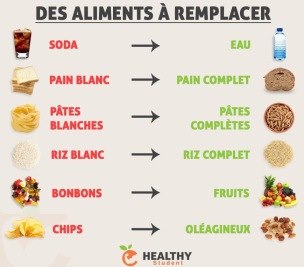 DES ALIMENTS À REMPLACER
SODA → EAU
PAIN BLANC → PAIN COMPLET
PÂTES BLANCHES → PÂTES COMPLÈTES
RIZ BLANC → RIZ COMPLET
BONBONS → FRUITS
CHIPS → OLÉAGINEUX
HEALTHY
Student